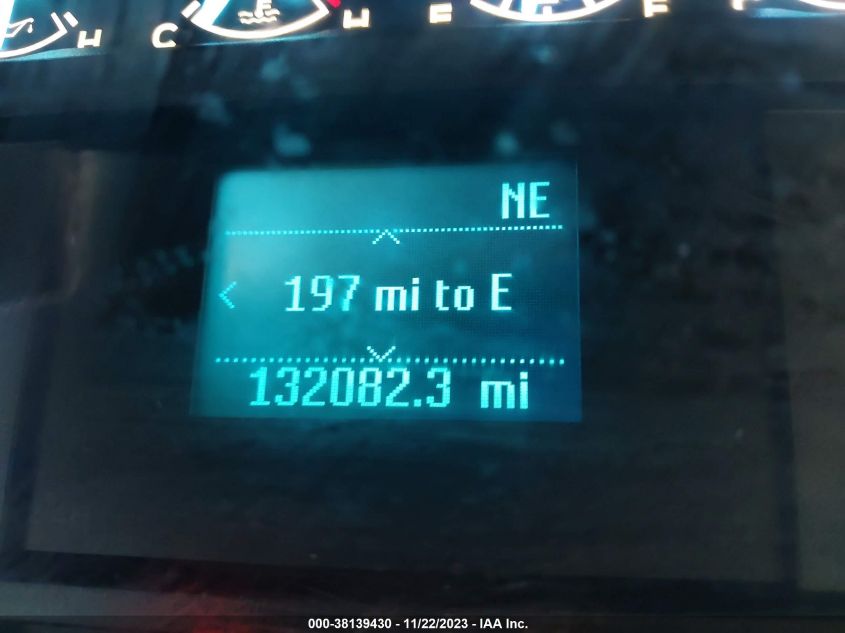 H C H E F F
NE
197 mi to E
132082.3 mi
000-38139430 - 11/22/2023 - IAA Inc.